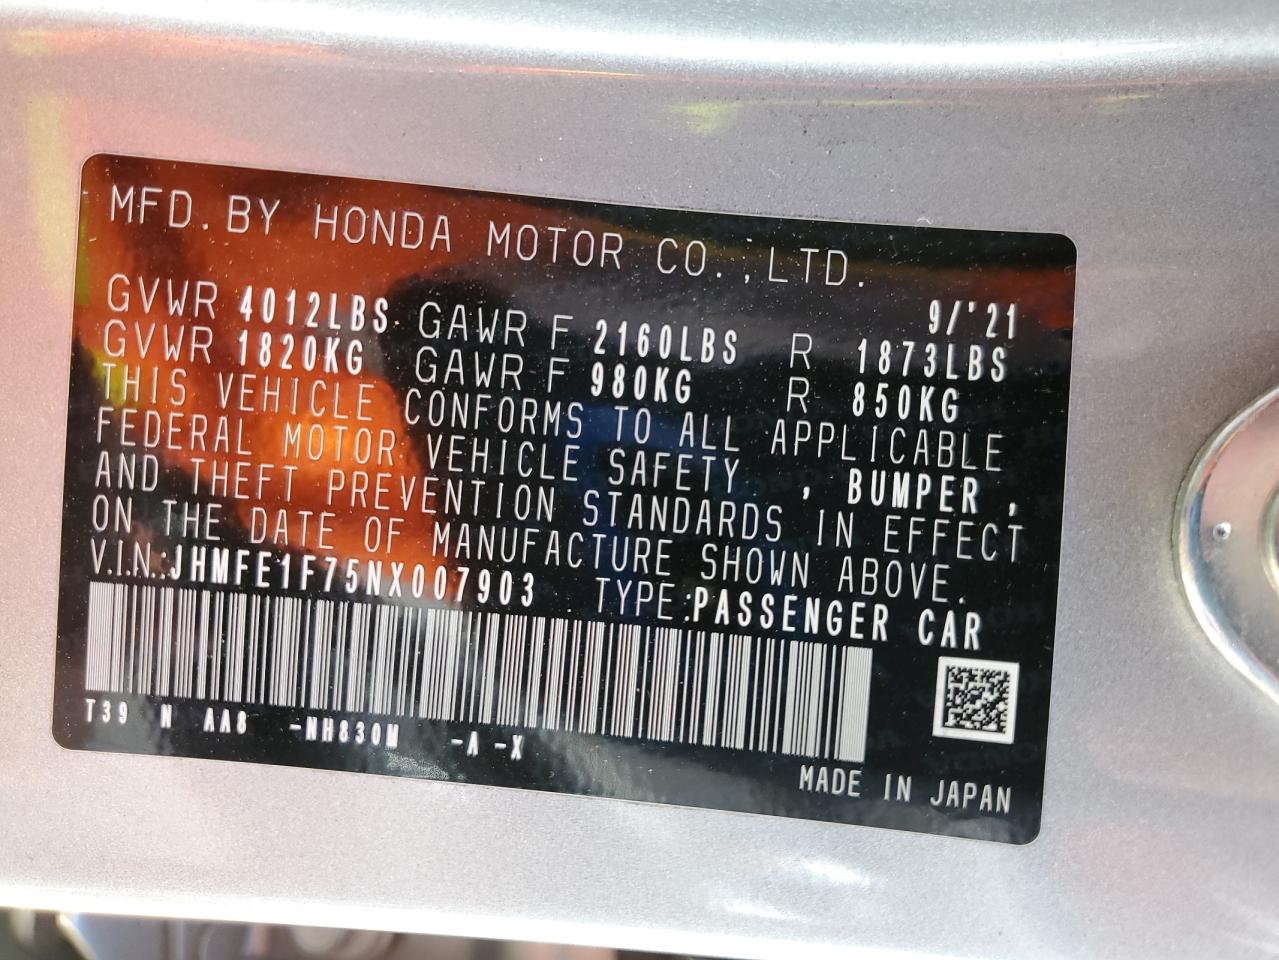 MFD. BY HONDA MOTOR CO., LTD.
9/'21
GVWR 4012LBS GAWR F 2160LBS R 1873LBS
GVWR 1820KG GAWR F 980KG R 850KG
THIS VEHICLE CONFORMS TO ALL APPLICABLE
FEDERAL MOTOR VEHICLE SAFETY , BUMPER ,
AND THEFT PREVENTION STANDARDS IN EFFECT
ON THE DATE OF MANUFACTURE SHOWN ABOVE.
V.I.N.:JHMFE1F75NX007903 TYPE:PASSENGER CAR
T39 N AA8 -NH830M -A -X
MADE IN JAPAN